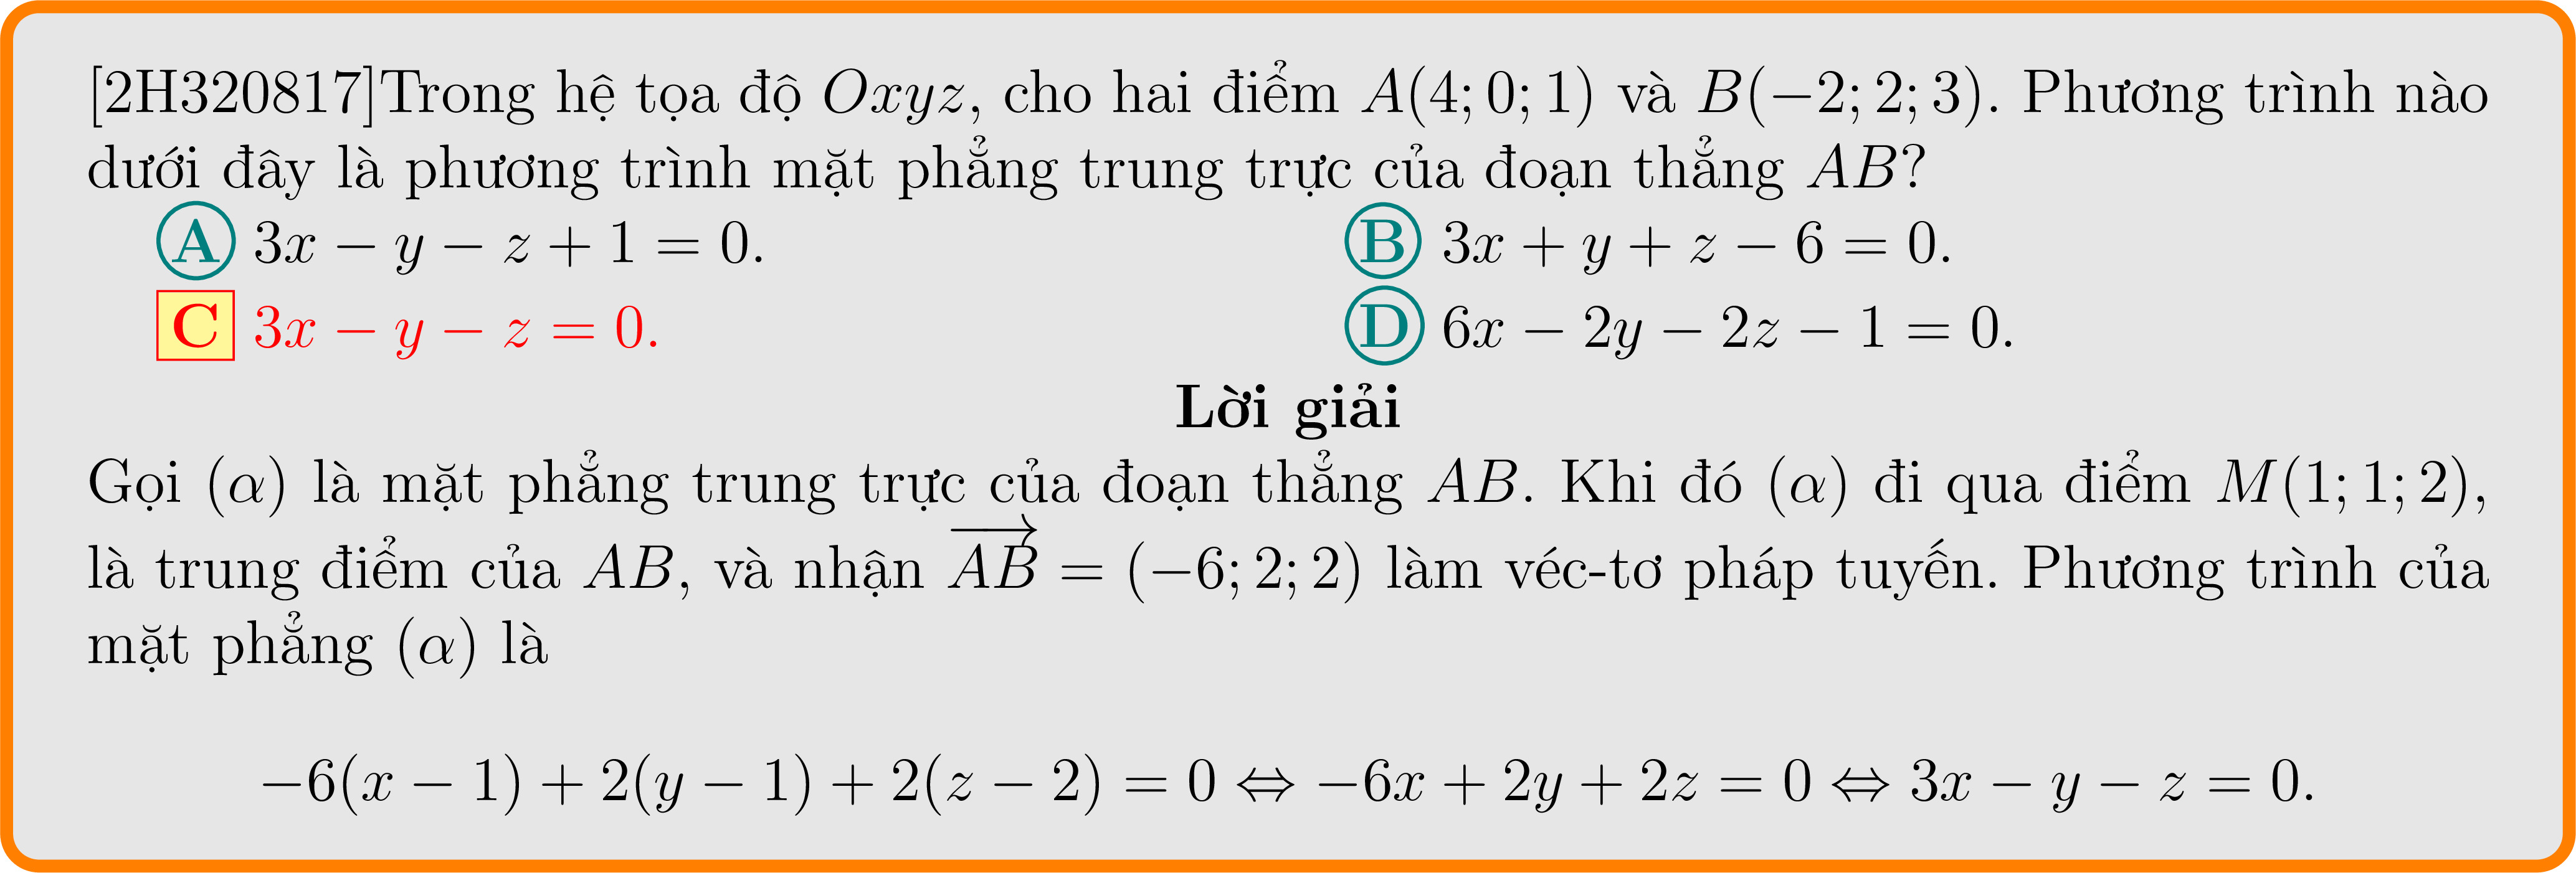 [2H320817]Trong hệ tọa độ Oxyz, cho hai điểm A(4; 0; 1) và B(−2; 2; 3). Phương trình nào
dưới đây là phương trình mặt phẳng trung trực của đoạn thẳng AB?
A 3x − y − z + 1 = 0. B 3x + y + z − 6 = 0.
C 3x − y − z = 0. D 6x − 2y − 2z − 1 = 0.
Lời giải
Gọi (α) là mặt phẳng trung trực của đoạn thẳng AB. Khi đó (α) đi qua điểm M(1; 1; 2),
là trung điểm của AB, và nhận \overrightarrow{AB} = (−6; 2; 2) làm véc-tơ pháp tuyến. Phương trình của
mặt phẳng (α) là
−6(x − 1) + 2(y − 1) + 2(z − 2) = 0 ⇔ −6x + 2y + 2z = 0 ⇔ 3x − y − z = 0.